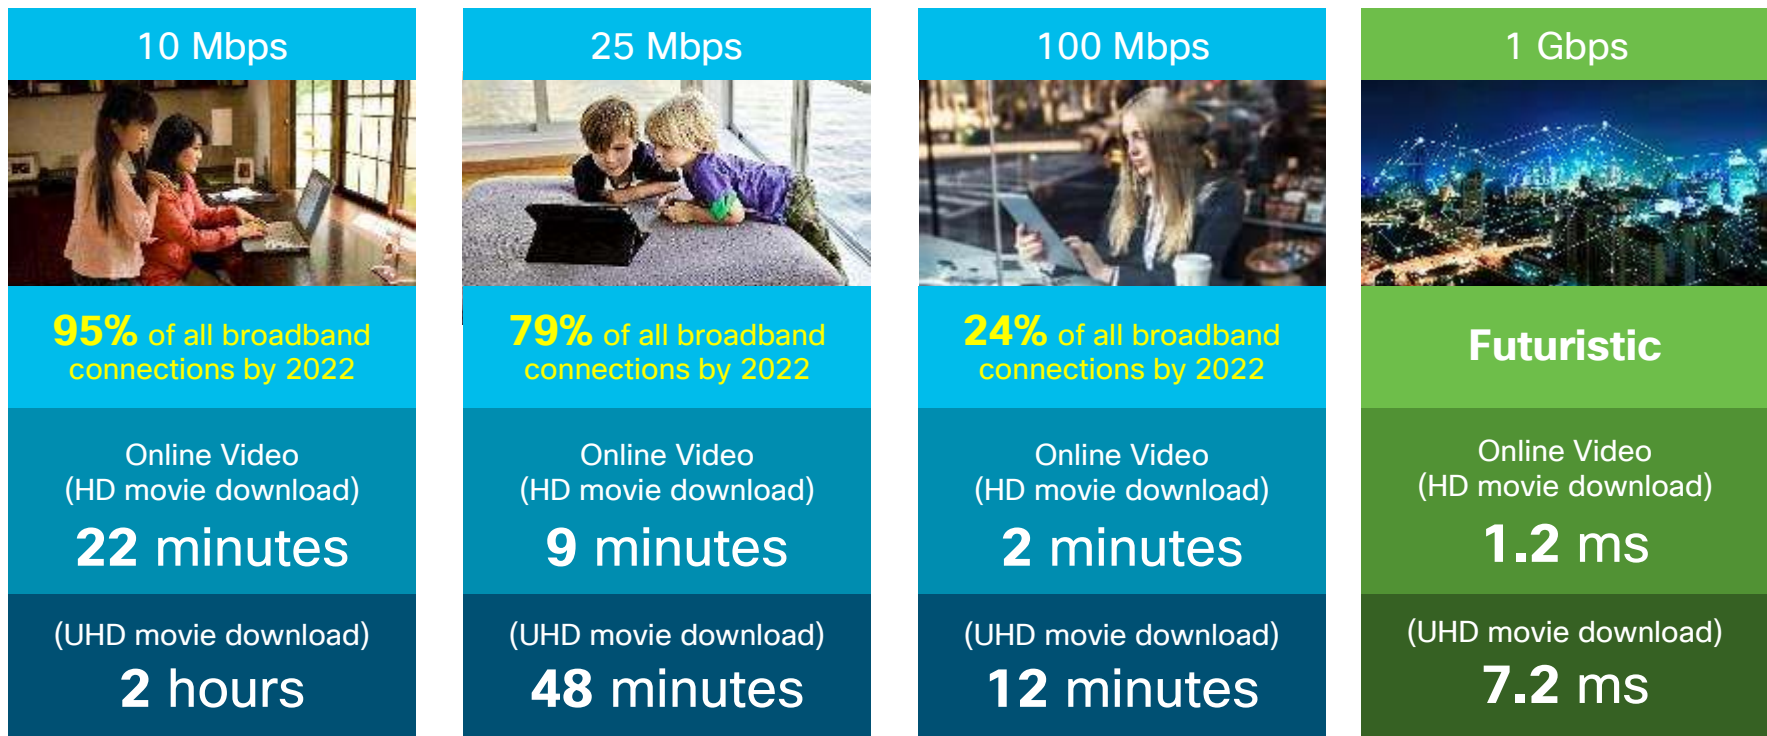 10 Mbps
95% of all broadband
connections by 2022
Online Video
(HD movie download)
22 minutes
(UHD movie download)
2 hours
25 Mbps
79% of all broadband
connections by 2022
Online Video
(HD movie download)
9 minutes
(UHD movie download)
48 minutes
100 Mbps
24% of all broadband
connections by 2022
Online Video
(HD movie download)
2 minutes
(UHD movie download)
12 minutes
1 Gbps
Futuristic
Online Video
(HD movie download)
1.2 ms
(UHD movie download)
7.2 ms